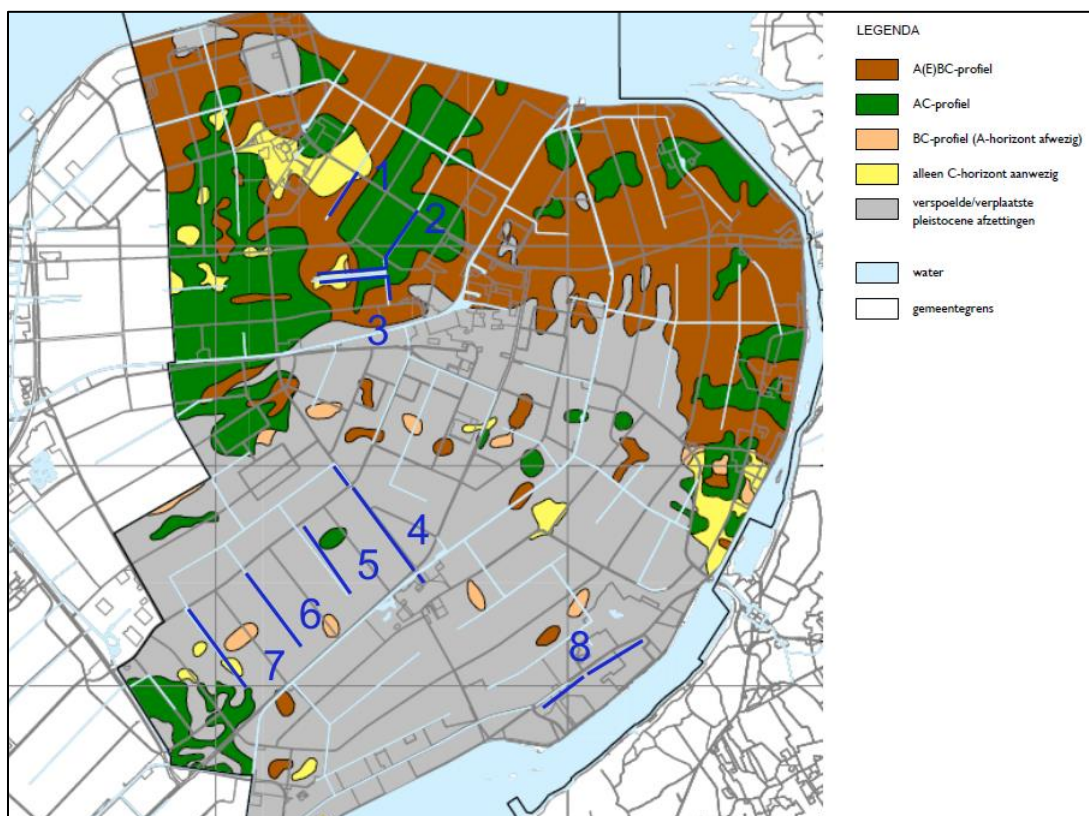 LEGENDA
A(E)BC-profiel
AC-profiel
BC-profiel (A-horizont afwezig)
alleen C-horizont aanwezig
verspoelde/verplaatste
pleistocene afzettingen
water
gemeentegrens
1
2
3
4
5
6
7
8